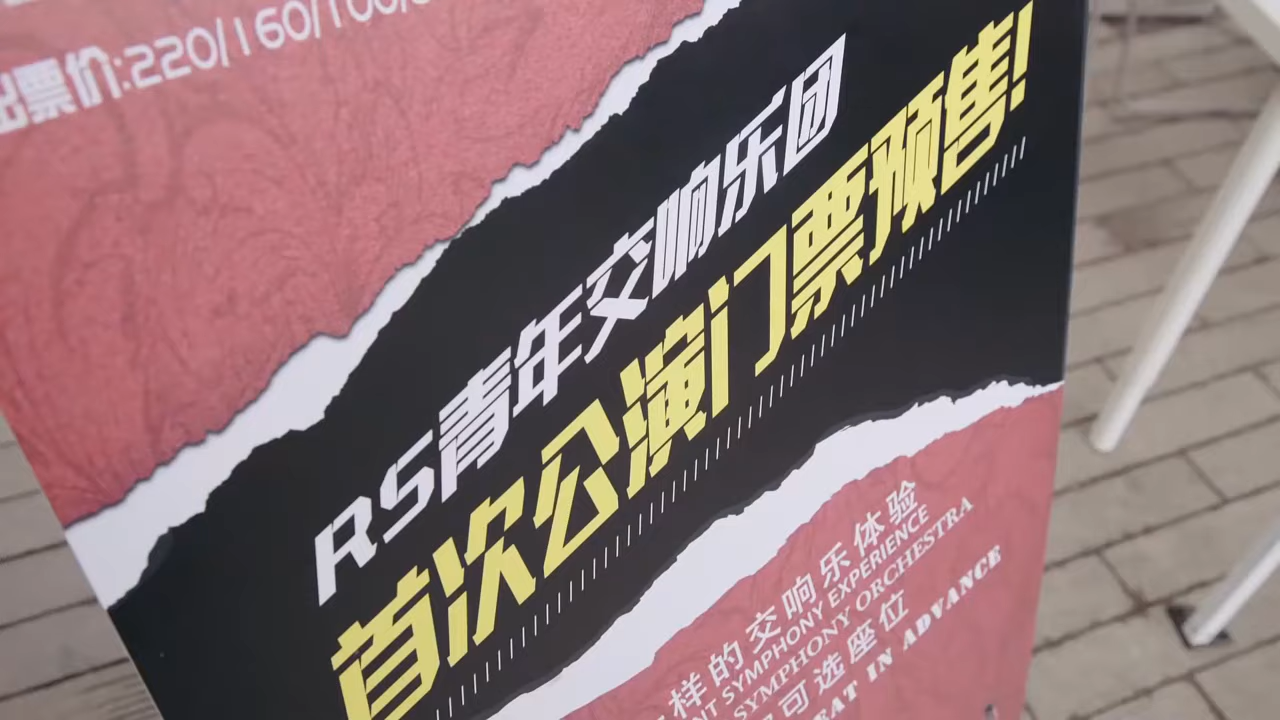 票价:220/160/100/
RS青年交响乐团
首次公演门票预售!
样的交响乐体验
SYMPHONY EXPERIENCE
SYMPHONY ORCHESTRA
可选座位
IN ADVANCE